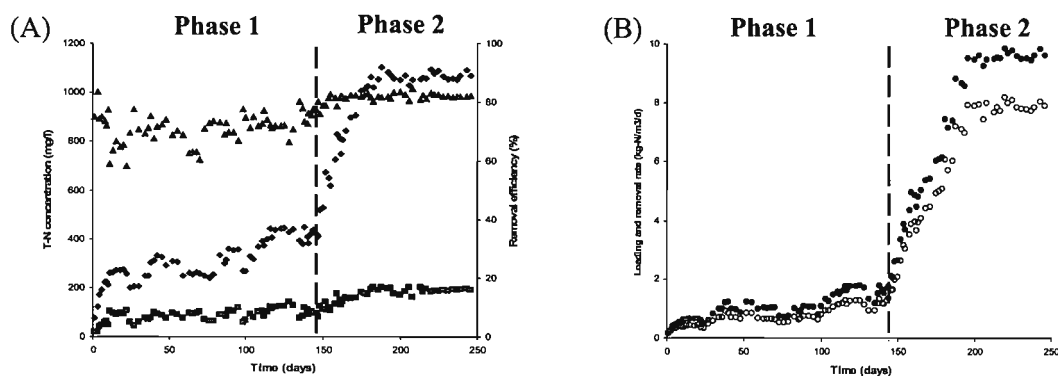 (A)
Phase 1
Phase 2
1200
1000
800
600
400
200
0
T-N concentration (mg/l)
100
80
60
40
20
0
Removal efficiency (%)
0
50
100
150
200
250
Time (days)
(B)
Phase 1
Phase 2
10
8
6
4
2
0
Loading and removal rate (kg-N/m3/d)
0
50
100
150
200
250
Time (days)